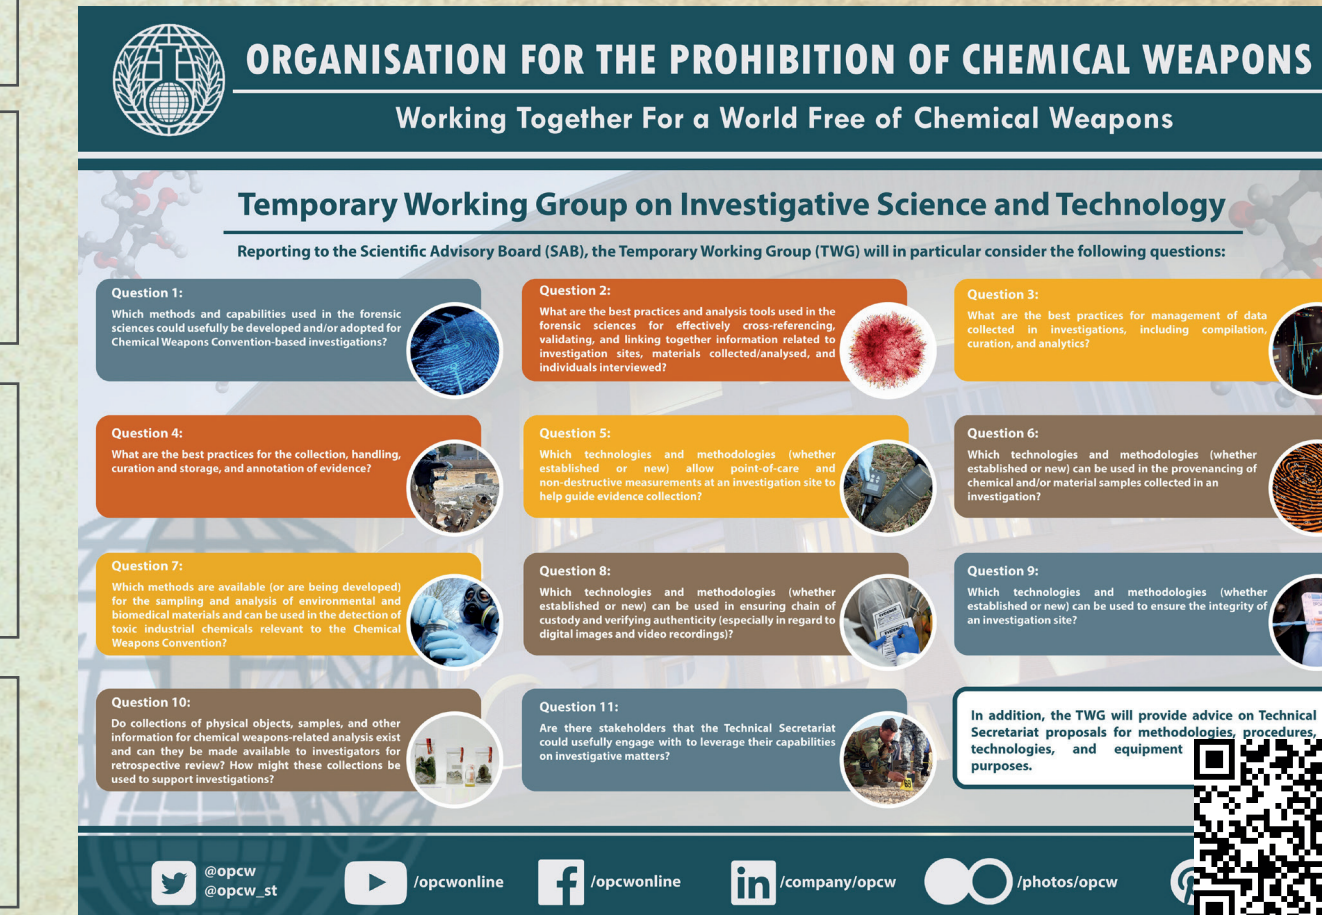 ORGANISATION FOR THE PROHIBITION OF CHEMICAL WEAPONS
Working Together For a World Free of Chemical Weapons
Temporary Working Group on Investigative Science and Technology
Reporting to the Scientific Advisory Board (SAB), the Temporary Working Group (TWG) will in particular consider the following questions:
Question 1:
Which methods and capabilities used in the forensic
sciences could usefully be developed and/or adopted for
Chemical Weapons Convention-based investigations?
Question 2:
What are the best practices and analysis tools used in the
forensic sciences for effectively cross-referencing,
validating, and linking together information related to
investigation sites, materials collected/analysed, and
individuals interviewed?
Question 3:
What are the best practices for management of data
collected in investigations, including compilation,
curation, and analytics?
Question 4:
What are the best practices for the collection, handling,
curation and storage, and annotation of evidence?
Question 5:
Which technologies and methodologies (whether
established or new) allow point-of-care and
non-destructive measurements at an investigation site to
help guide evidence collection?
Question 6:
Which technologies and methodologies (whether
established or new) can be used in the provenancing of
chemical and/or material samples collected in an
investigation?
Question 7:
Which methods are available (or are being developed)
for the sampling and analysis of environmental and
biomedical materials and can be used in the detection of
toxic industrial chemicals relevant to the Chemical
Weapons Convention?
Question 8:
Which technologies and methodologies (whether
established or new) can be used in ensuring chain of
custody and verifying authenticity (especially in regard to
digital images and video recordings)?
Question 9:
Which technologies and methodologies (whether
established or new) can be used to ensure the integrity of
an investigation site?
Question 10:
Do collections of physical objects, samples, and other
information for chemical weapons-related analysis exist
and can they be made available to investigators for
retrospective review? How might these collections be
used to support investigations?
Question 11:
Are there stakeholders that the Technical Secretariat
could usefully engage with to leverage their capabilities
on investigative matters?
In addition, the TWG will provide advice on Technical
Secretariat proposals for methodologies, procedures,
technologies, and equipment
purposes.
@opcw
@opcw_st
/opcwonline
/opcwonline
/company/opcw
/photos/opcw